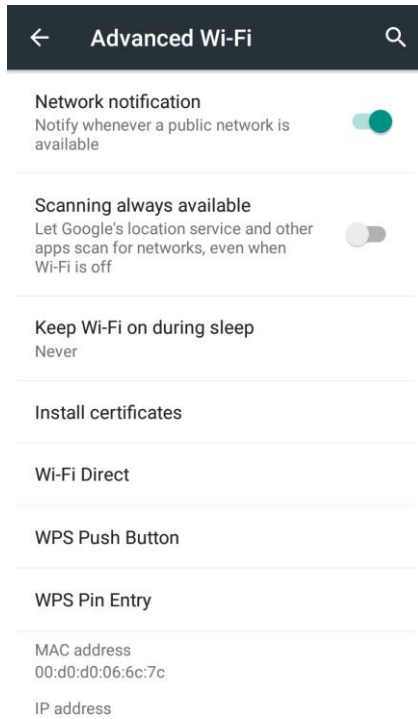 Advanced Wi-Fi
Network notification
Notify whenever a public network is
available
Scanning always available
Let Google's location service and other
apps scan for networks, even when
Wi-Fi is off
Keep Wi-Fi on during sleep
Never
Install certificates
Wi-Fi Direct
WPS Push Button
WPS Pin Entry
MAC address
00:d0:d0:06:6c:7c
IP address